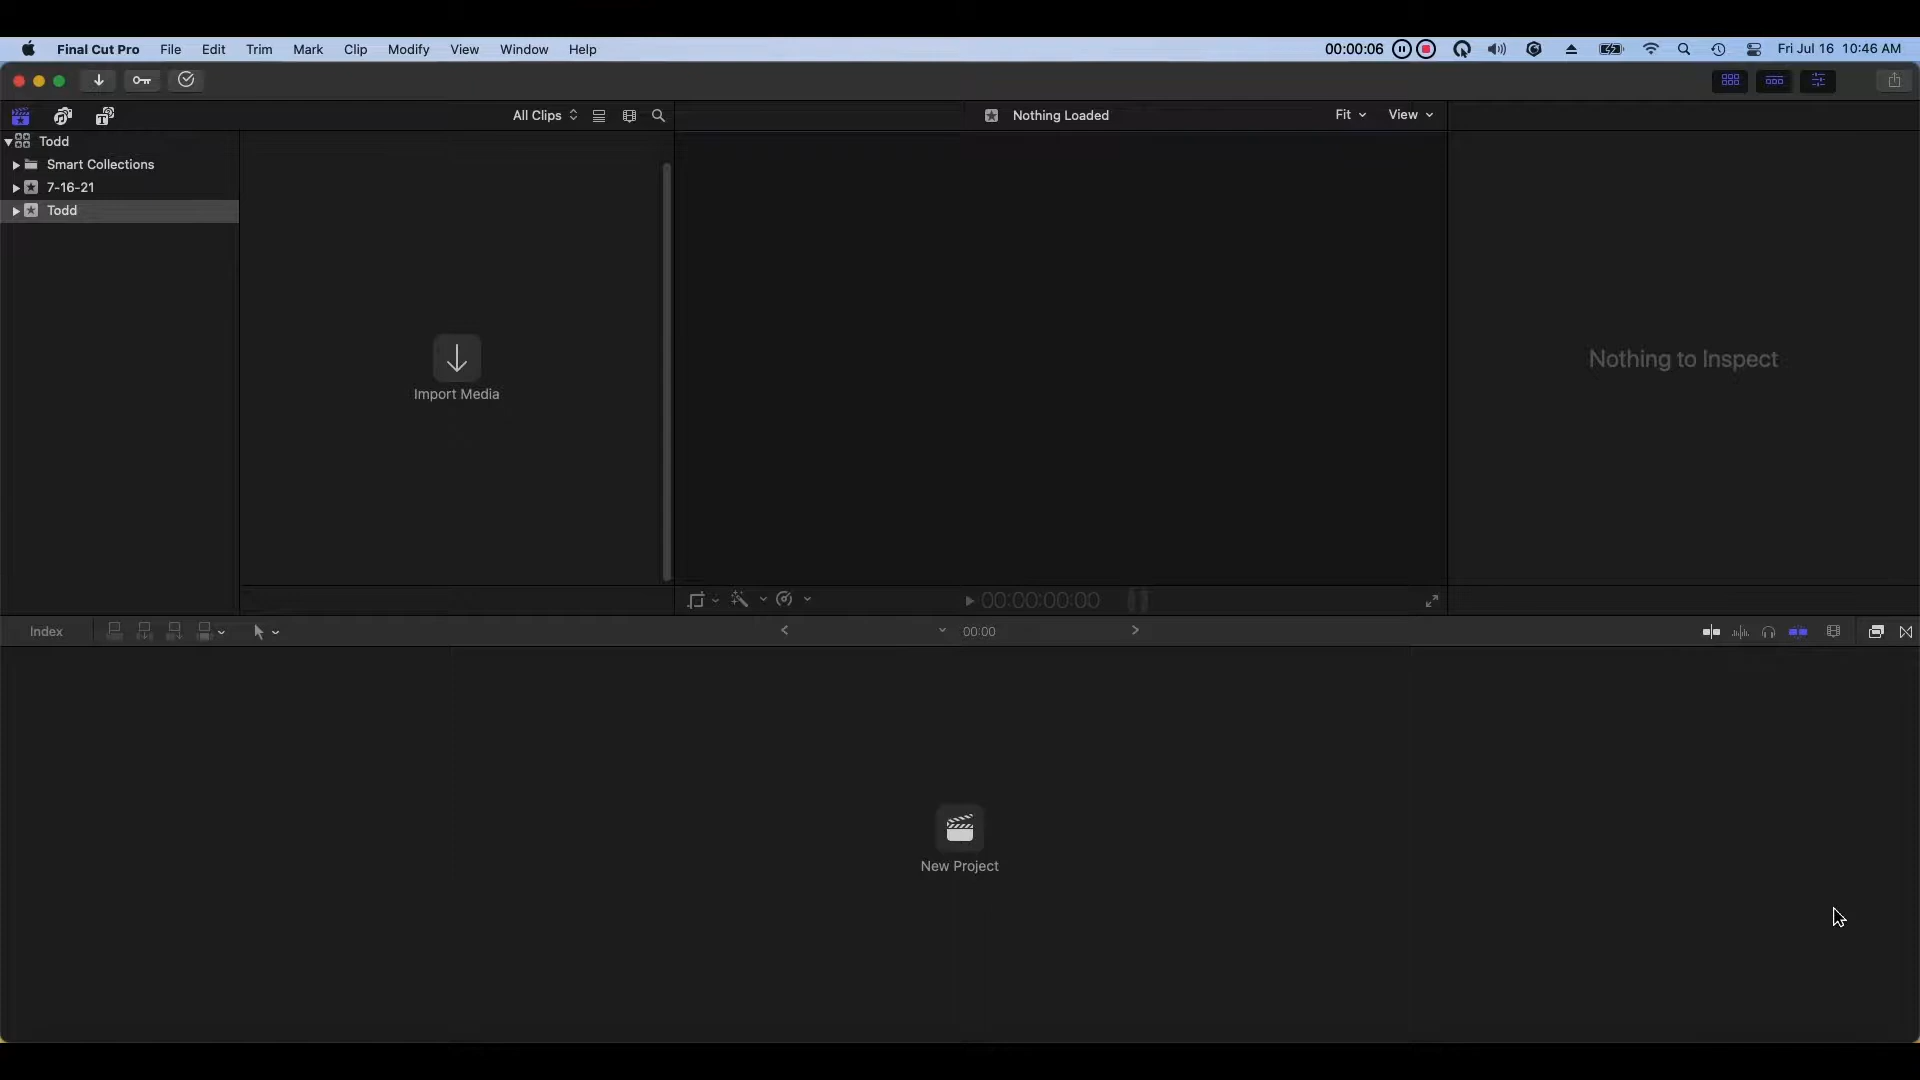 Final Cut Pro File Edit Trim Mark Clip Modify View Window Help 00:00:06 Fri Jul 16 10:46 AM
All Clips Nothing Loaded Fit View
Todd
Smart Collections
7-16-21
Todd
Import Media
Nothing to Inspect
00:00:00:00
Index 00:00
New Project